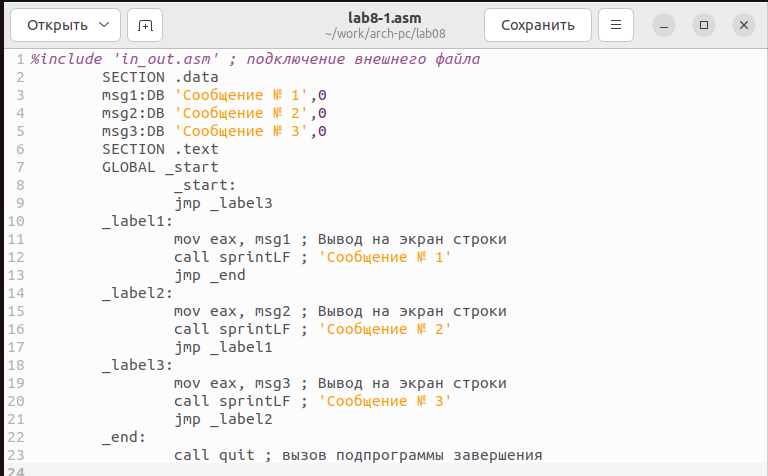 Открыть
lab8-1.asm
~/work/arch-pc/lab08
Сохранить
1 %include 'in_out.asm' ; подключение внешнего файла
2 SECTION .data
3 msg1:DB 'Сообщение № 1',0
4 msg2:DB 'Сообщение № 2',0
5 msg3:DB 'Сообщение № 3',0
6 SECTION .text
7 GLOBAL _start
8 _start:
9 jmp _label3
10 _label1:
11 mov eax, msg1 ; Вывод на экран строки
12 call sprintLF ; 'Сообщение № 1'
13 jmp _end
14 _label2:
15 mov eax, msg2 ; Вывод на экран строки
16 call sprintLF ; 'Сообщение № 2'
17 jmp _label1
18 _label3:
19 mov eax, msg3 ; Вывод на экран строки
20 call sprintLF ; 'Сообщение № 3'
21 jmp _label2
22 _end:
23 call quit ; вызов подпрограммы завершения
24